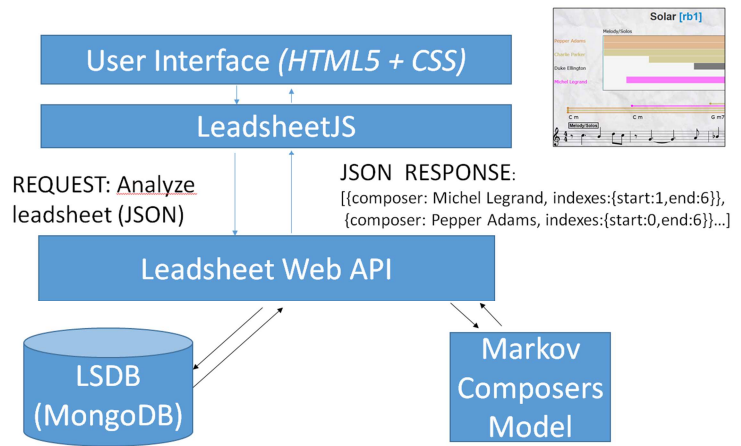 User Interface (HTML5 + CSS)
LeadsheetJS
REQUEST: Analyze
leadsheet (JSON)
JSON RESPONSE:
[{composer: Michel Legrand, indexes:{start:1,end:6}},
{composer: Pepper Adams, indexes:{start:0,end:6}}…]
Leadsheet Web API
LSDB
(MongoDB)
Markov
Composers
Model
Solar [rb1]
Melody/Solos
Pepper Adams
Charlie Parker
Duke Ellington
Michel Legrand
C m C m G m7
Melody/Solos